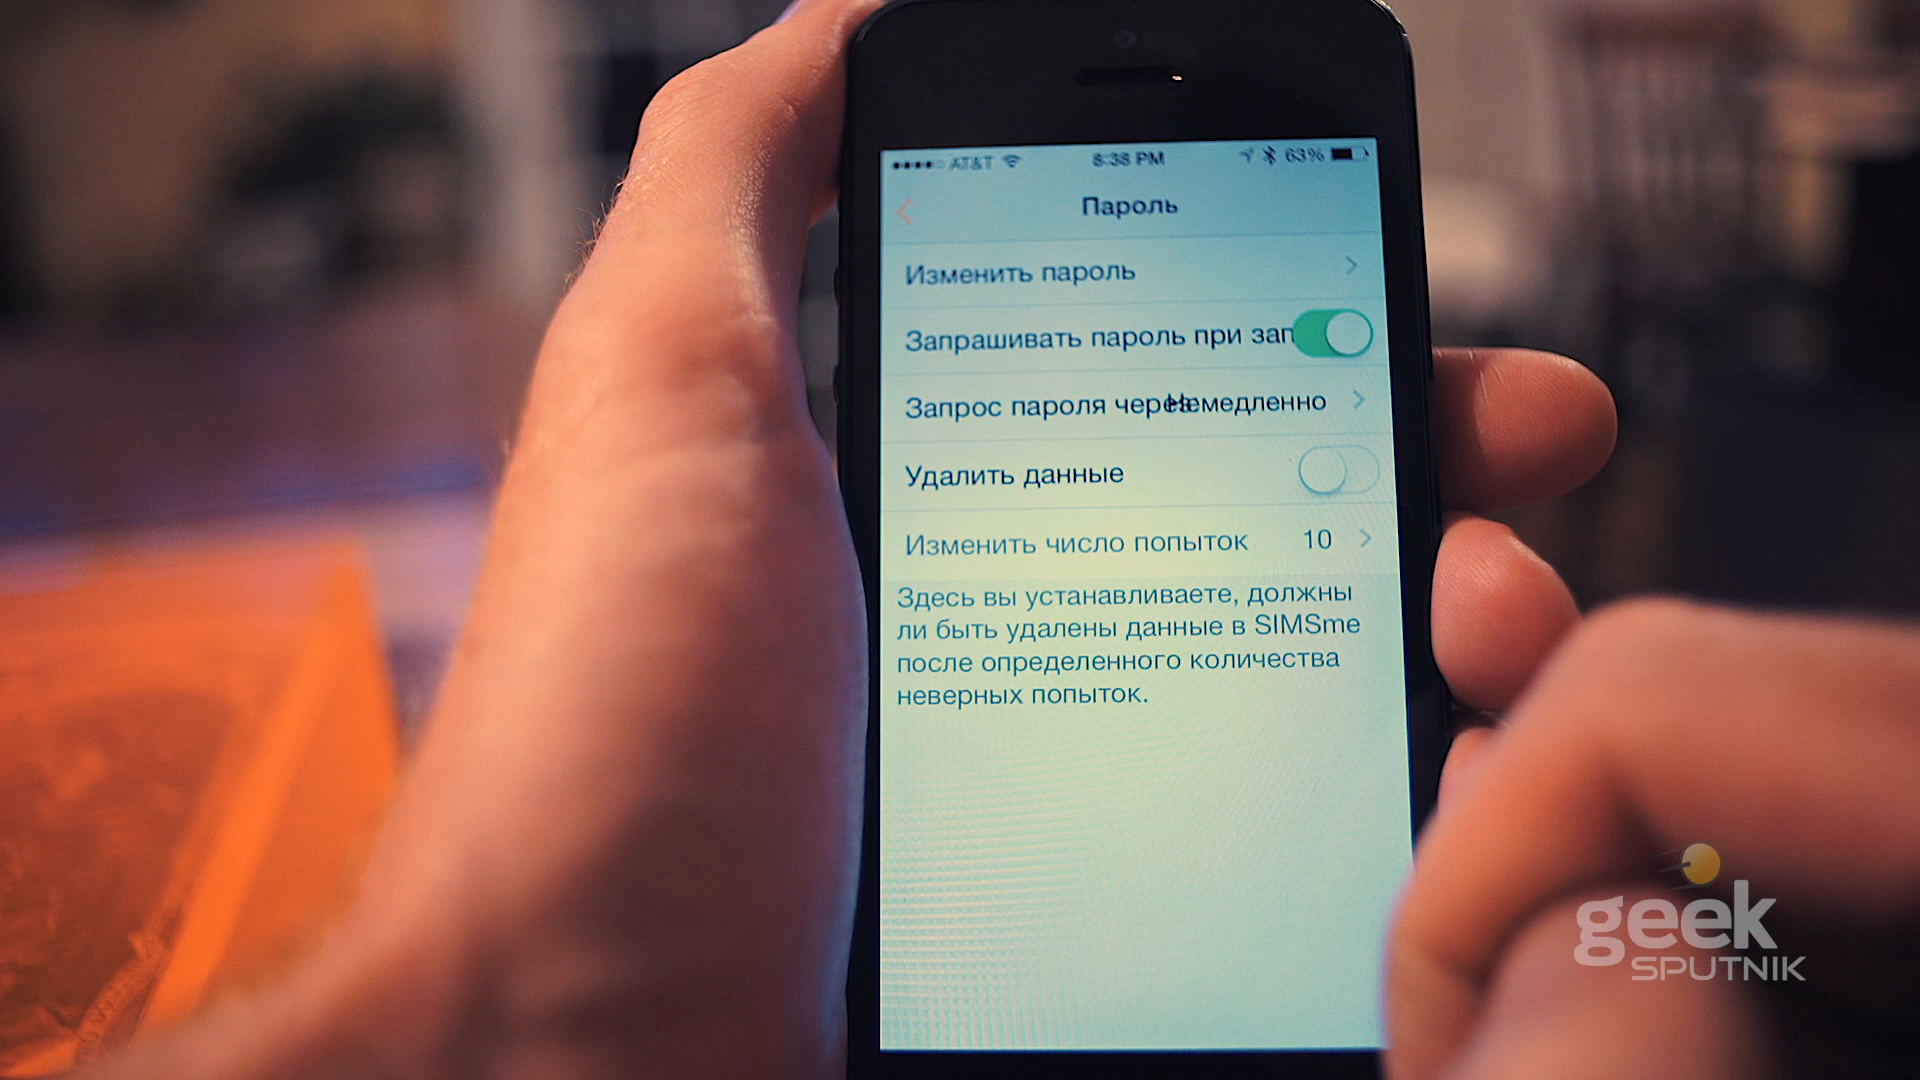 AT&T 8:38 PM 63%
Пароль
Изменить пароль
Запрашивать пароль при зап
Запрос пароля через Немедленно
Удалить данные
Изменить число попыток 10
Здесь вы устанавливаете, должны
ли быть удалены данные в SIMSme
после определенного количества
неверных попыток.
geek
SPUTNIK